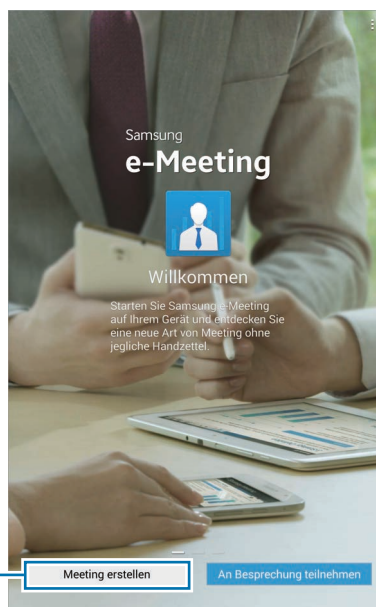 Samsung
e-Meeting
Willkommen
Starten Sie Samsung e-Meeting
auf Ihrem Gerät und entdecken Sie
eine neue Art von Meeting ohne
jegliche Handzettel.
Meeting erstellen
An Besprechung teilnehmen